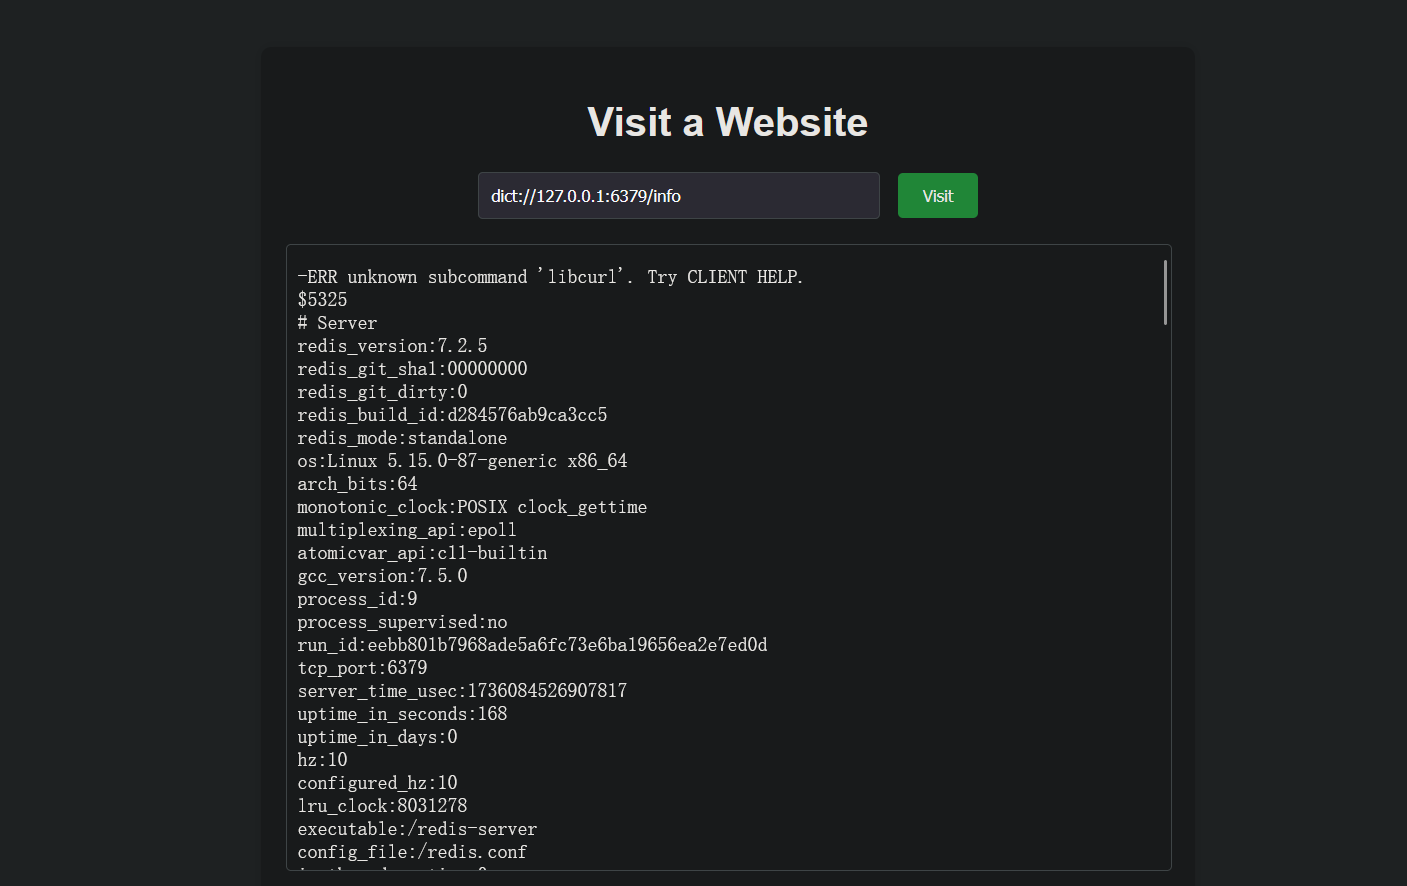 Visit a Website
dict://127.0.0.1:6379/info
Visit
-ERR unknown subcommand 'libcurl'. Try CLIENT HELP.
$5325
# Server
redis_version:7.2.5
redis_git_sha1:00000000
redis_git_dirty:0
redis_build_id:d284576ab9ca3cc5
redis_mode:standalone
os:Linux 5.15.0-87-generic x86_64
arch_bits:64
monotonic_clock:POSIX clock_gettime
multiplexing_api:epoll
atomicvar_api:c11-builtin
gcc_version:7.5.0
process_id:9
process_supervised:no
run_id:eebb801b7968ade5a6fc73e6ba19656ea2e7ed0d
tcp_port:6379
server_time_usec:1736084526907817
uptime_in_seconds:168
uptime_in_days:0
hz:10
configured_hz:10
lru_clock:8031278
executable:/redis-server
config_file:/redis.conf